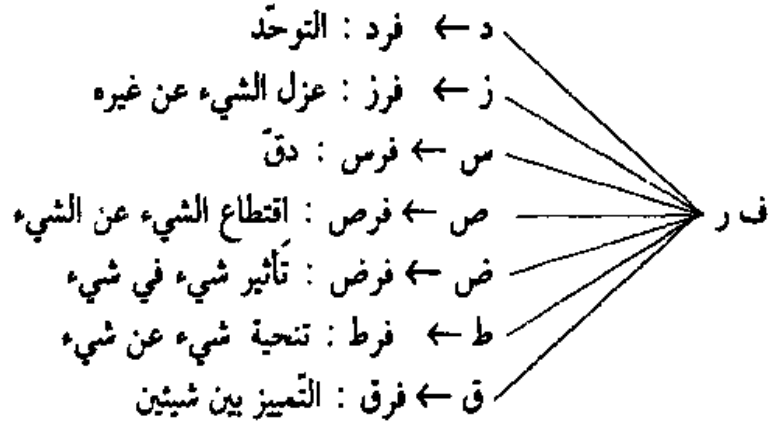 د ← فرد : التوحّد
ز ← فرز : عزل الشيء عن غيره
س ← فرس : دقّ
ف ر ص ← فرص : اقتطاع الشيء عن الشيء
ض ← فرض : تَأثير شيء في شيء
ط ← فرط : تنحية شيء عن شيء
ق ← فرق : التّمييز بين شيئين